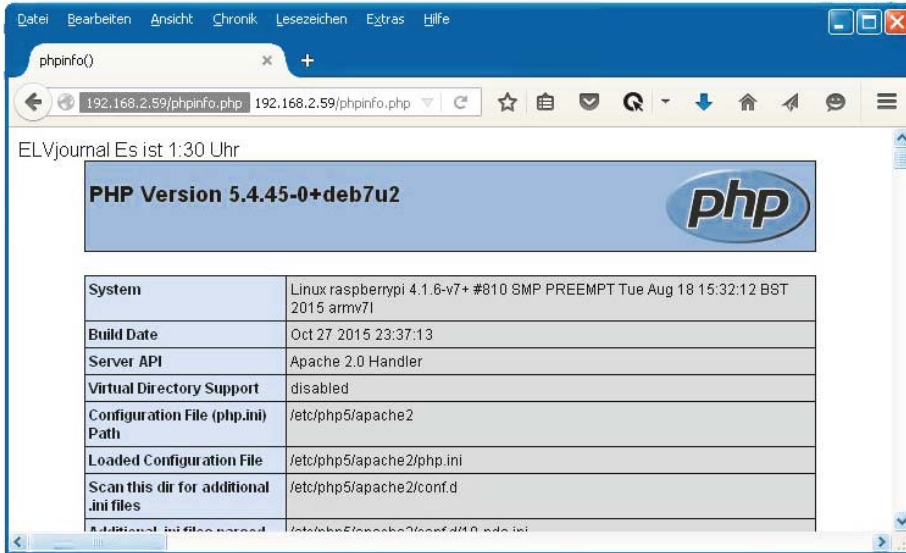 Datei Bearbeiten Ansicht Chronik Lesezeichen Extras Hilfe
phpinfo()
192.168.2.59/phpinfo.php 192.168.2.59/phpinfo.php
ELVjournal Es ist 1:30 Uhr
PHP Version 5.4.45-0+deb7u2
php
System Linux raspberrypi 4.1.6-v7+ #810 SMP PREEMPT Tue Aug 18 15:32:12 BST
2015 armv7l
Build Date Oct 27 2015 23:37:13
Server API Apache 2.0 Handler
Virtual Directory Support disabled
Configuration File (php.ini) /etc/php5/apache2
Path
Loaded Configuration File /etc/php5/apache2/php.ini
Scan this dir for additional /etc/php5/apache2/conf.d
.ini files
Additional .ini files parsed